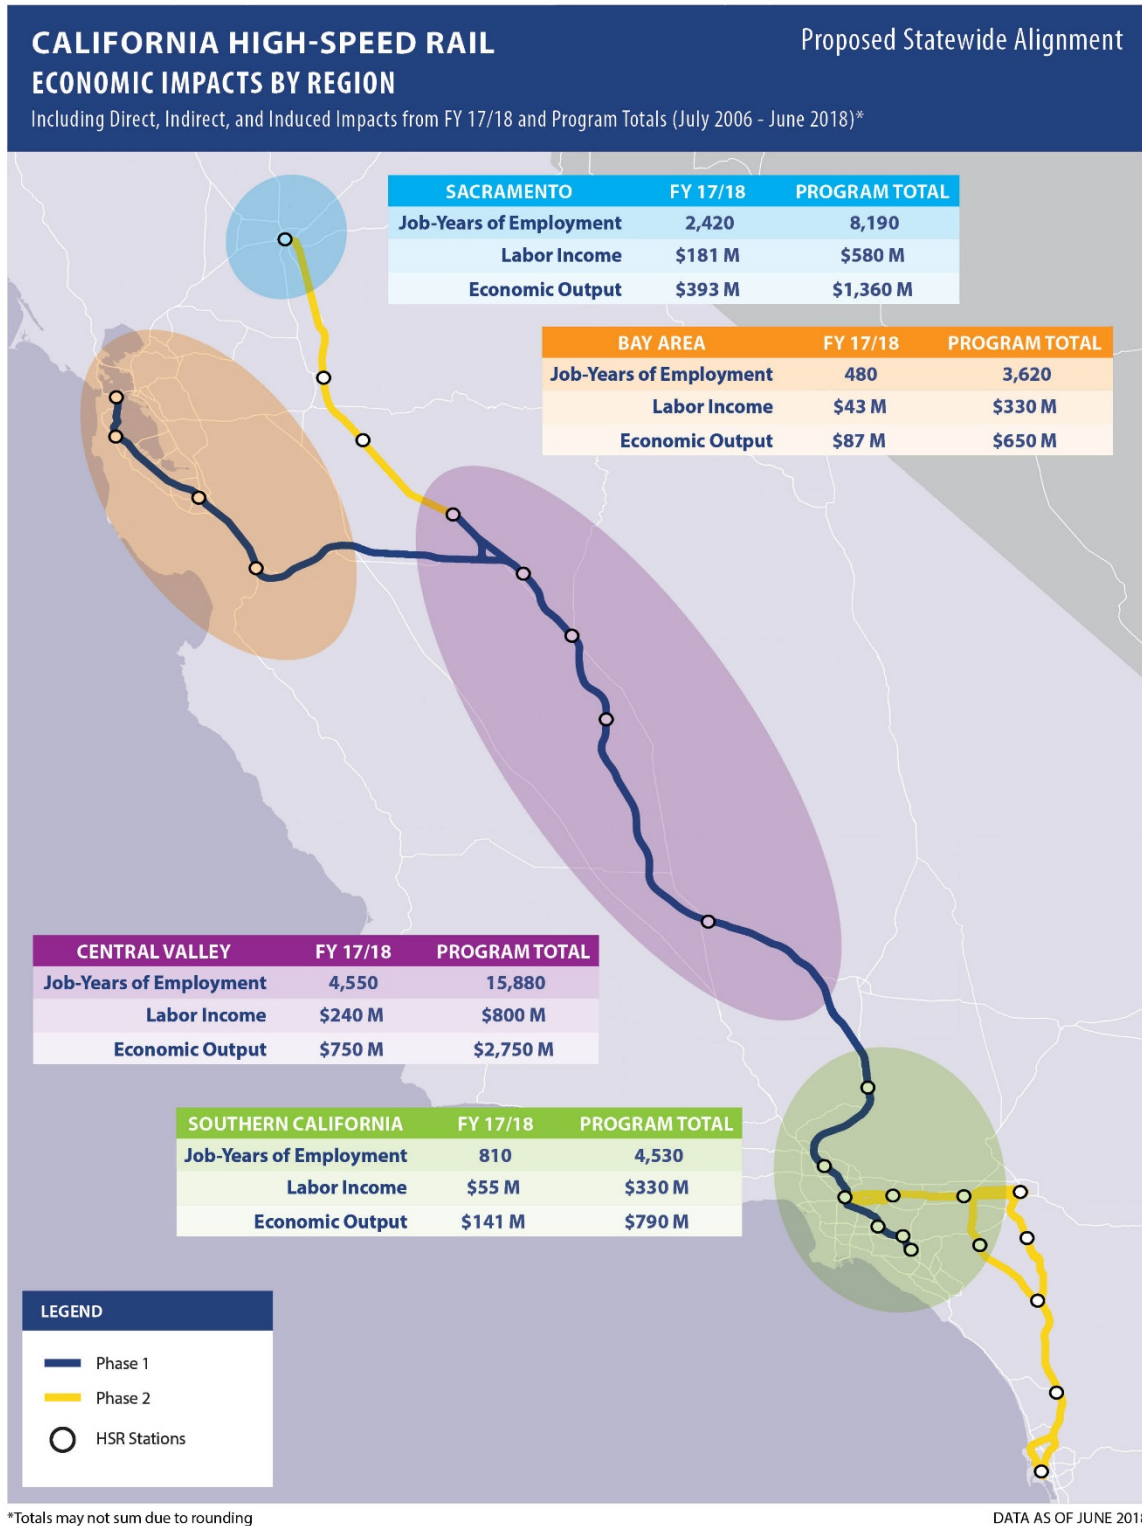 CALIFORNIA HIGH-SPEED RAIL
ECONOMIC IMPACTS BY REGION
Including Direct, Indirect, and Induced Impacts from FY 17/18 and Program Totals (July 2006 - June 2018)*
Proposed Statewide Alignment
SACRAMENTO FY 17/18 PROGRAM TOTAL
Job-Years of Employment 2,420 8,190
Labor Income $181 M $580 M
Economic Output $393 M $1,360 M
BAY AREA FY 17/18 PROGRAM TOTAL
Job-Years of Employment 480 3,620
Labor Income $43 M $330 M
Economic Output $87 M $650 M
CENTRAL VALLEY FY 17/18 PROGRAM TOTAL
Job-Years of Employment 4,550 15,880
Labor Income $240 M $800 M
Economic Output $750 M $2,750 M
SOUTHERN CALIFORNIA FY 17/18 PROGRAM TOTAL
Job-Years of Employment 810 4,530
Labor Income $55 M $330 M
Economic Output $141 M $790 M
LEGEND
Phase 1
Phase 2
HSR Stations
*Totals may not sum due to rounding
DATA AS OF JUNE 2018